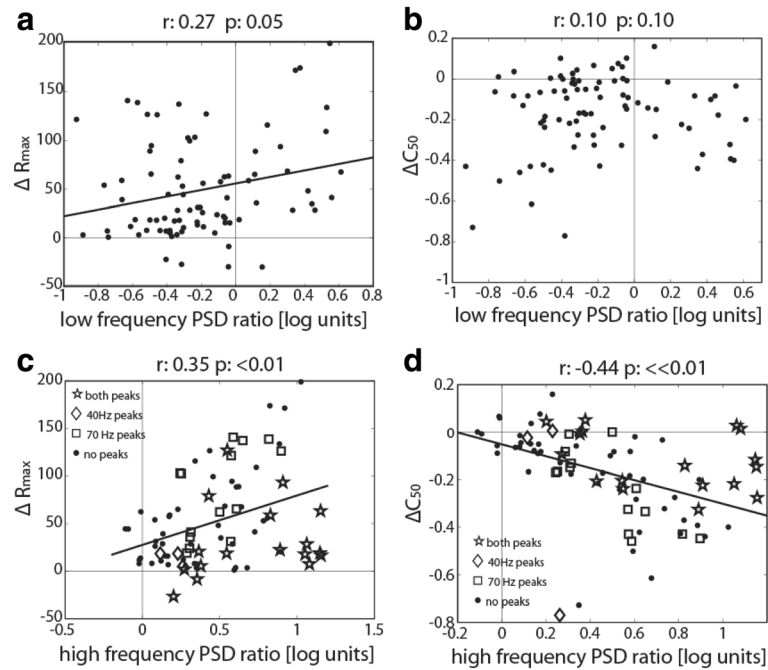 a
r: 0.27 p: 0.05
200
150
100
50
0
-50
Δ Rmax
-1 -0.8 -0.6 -0.4 -0.2 0 0.2 0.4 0.6 0.8
low frequency PSD ratio [log units]
b
r: 0.10 p: 0.10
0.2
0
-0.2
-0.4
-0.6
-0.8
-1
ΔC50
-1 -0.8 -0.6 -0.4 -0.2 0 0.2 0.4 0.6
low frequency PSD ratio [log units]
c
r: 0.35 p: <0.01
200
150
100
50
0
-50
Δ Rmax
both peaks
40Hz peaks
70 Hz peaks
no peaks
-0.5 0 0.5 1 1.5
high frequency PSD ratio [log units]
d
r: -0.44 p: <<0.01
0.2
0
-0.2
-0.4
-0.6
-0.8
ΔC50
both peaks
40Hz peaks
70 Hz peaks
no peaks
-0.2 0 0.2 0.4 0.6 0.8 1
high frequency PSD ratio [log units]